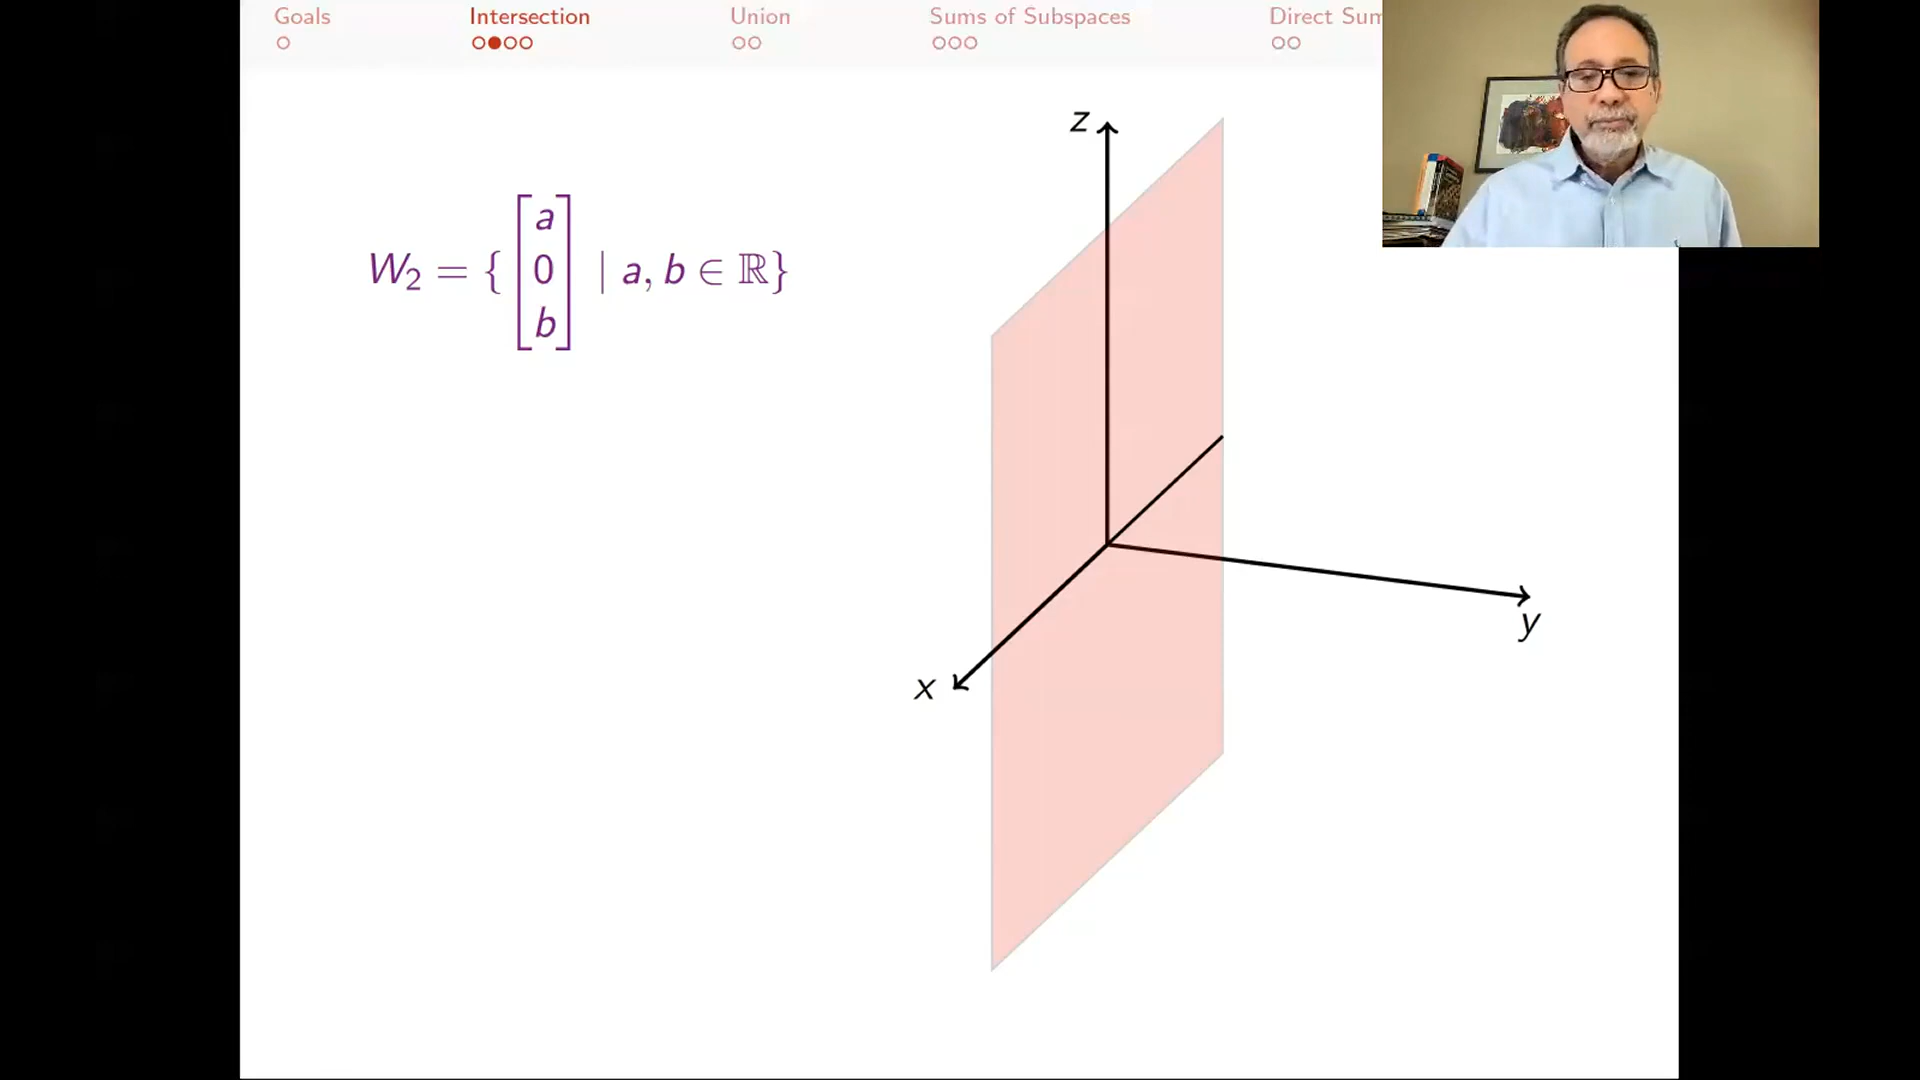 Goals Intersection Union Sums of Subspaces Direct Sum
z
W₂ = { [ a 0 b ] | a, b ∈ ℝ}
y
x